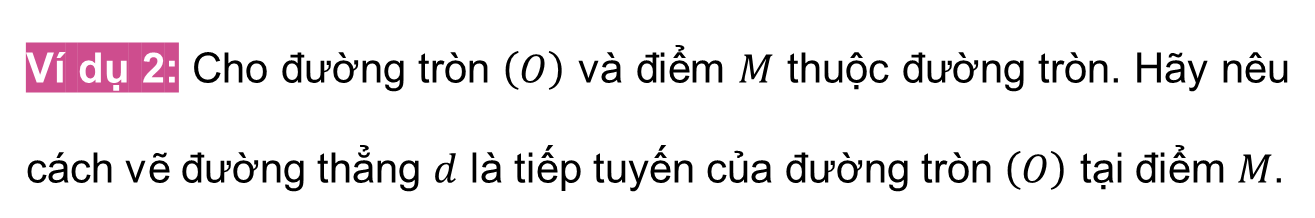 Ví dụ 2: Cho đường tròn (O) và điểm M thuộc đường tròn. Hãy nêu
cách vẽ đường thẳng d là tiếp tuyến của đường tròn (O) tại điểm M.